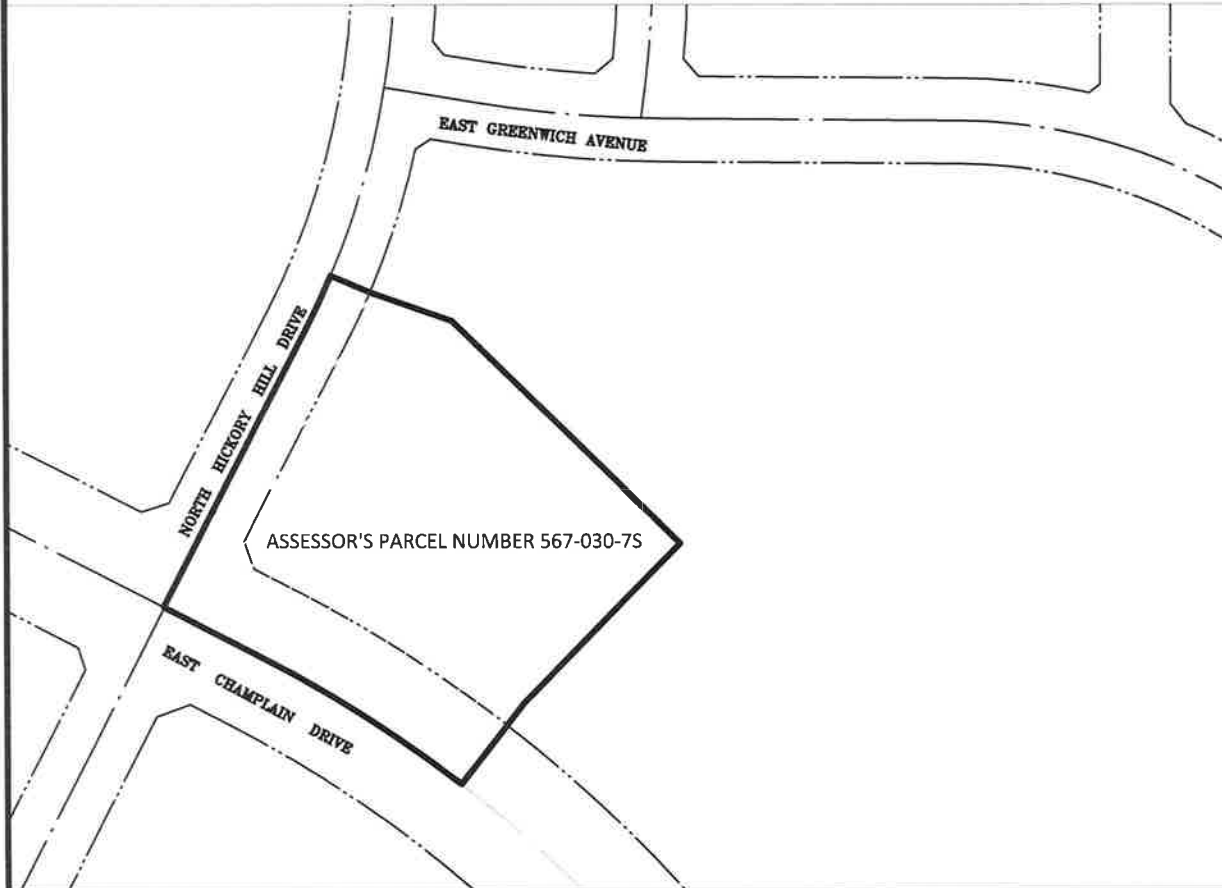 EAST GREENWICH AVENUE
NORTH HICKORY HILL DRIVE
ASSESSOR'S PARCEL NUMBER 567-030-7S
EAST CHAMPLAIN DRIVE